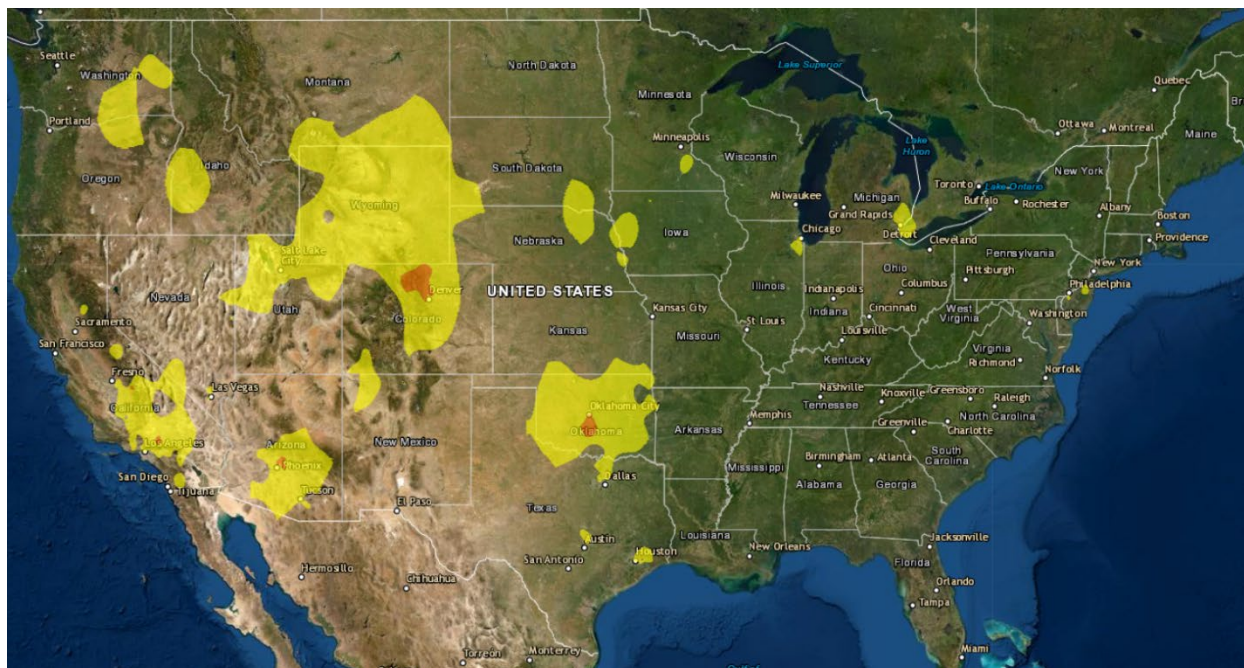 Seattle
Washington
Montana
North Dakota
Minnesota
Lake Superior
Quebec
Portland
Ottawa
Montreal
Maine
Minneapolis
Lake
Huron
Oregon
Idaho
South Dakota
Wisconsin
Toronto
Lake Ontario
New York
Milwaukee
Michigan
Buffalo
Rochester
Albany
Wyoming
Grand Rapids
Boston
Chicago
Detroit
Providence
Nebraska
Iowa
Cleveland
Salt Lake
City
Pennsylvania
New York
Pittsburgh
Nevada
Denver
UNITED STATES
Illinois
Indianapolis
Ohio
Columbus
Philadelphia
Utah
Kansas City
Indiana
Cincinnati
West
Virginia
Washington
Sacramento
Colorado
Kansas
St Louis
Missouri
Louisville
San Francisco
Virginia
Kentucky
Richmond
Fresno
Norfolk
Las Vegas
Nashville
Knoxville
Greensboro
California
Oklahoma City
Tennessee
Raleigh
Memphis
North Carolina
Los Angeles
Arizona
New Mexico
Oklahoma
Arkansas
Greenville
Charlotte
Phoenix
Birmingham
Atlanta
South
Carolina
San Diego
Tijuana
Tucson
Dallas
Mississippi
Alabama
Georgia
El Paso
Texas
Austin
Louisiana
Jacksonville
San Antonio
Houston
New Orleans
Florida
Hermosillo
Chihuahua
Orlando
Tampa
Torreon
Monterrey
Miami